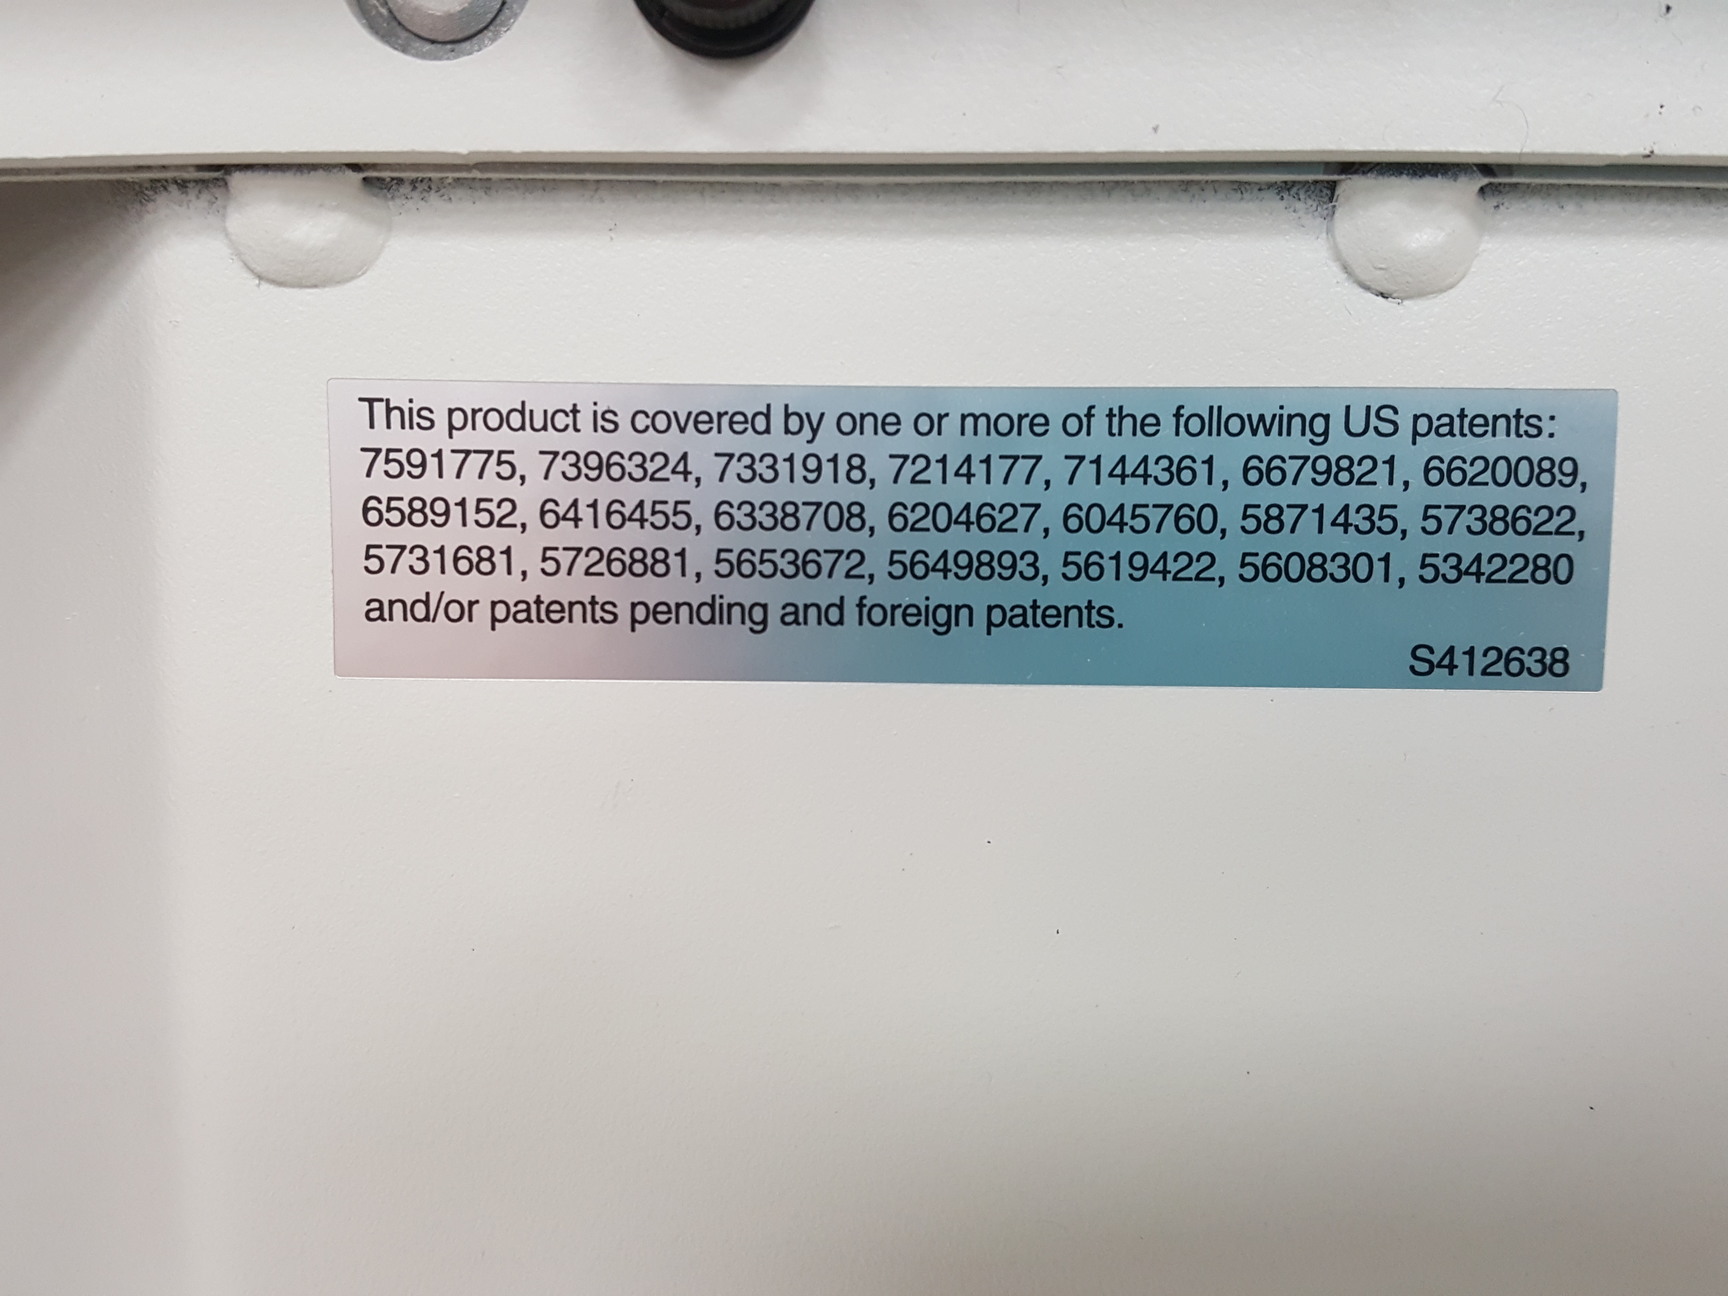 This product is covered by one or more of the following US patents:
7591775, 7396324, 7331918, 7214177, 7144361, 6679821, 6620089,
6589152, 6416455, 6338708, 6204627, 6045760, 5871435, 5738622,
5731681, 5726881, 5653672, 5649893, 5619422, 5608301, 5342280
and/or patents pending and foreign patents.
S412638